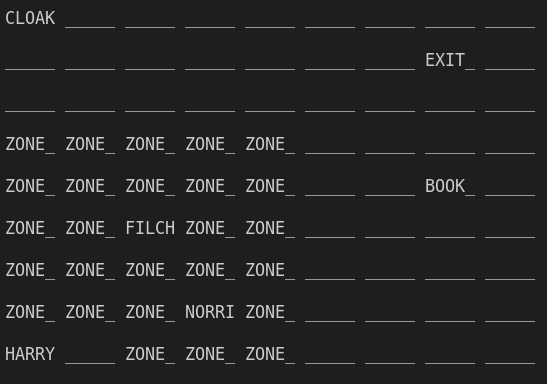 CLOAK _____ _____ _____ _____ _____ _____ _____ _____
_____ _____ _____ _____ _____ _____ _____ EXIT_ _____
_____ _____ _____ _____ _____ _____ _____ _____ _____
ZONE_ ZONE_ ZONE_ ZONE_ ZONE_ _____ _____ _____ _____
ZONE_ ZONE_ ZONE_ ZONE_ ZONE_ _____ _____ BOOK_ _____
ZONE_ ZONE_ FILCH ZONE_ ZONE_ _____ _____ _____ _____
ZONE_ ZONE_ ZONE_ ZONE_ ZONE_ _____ _____ _____ _____
ZONE_ ZONE_ ZONE_ NORRI ZONE_ _____ _____ _____ _____
HARRY _____ ZONE_ ZONE_ ZONE_ _____ _____ _____ _____